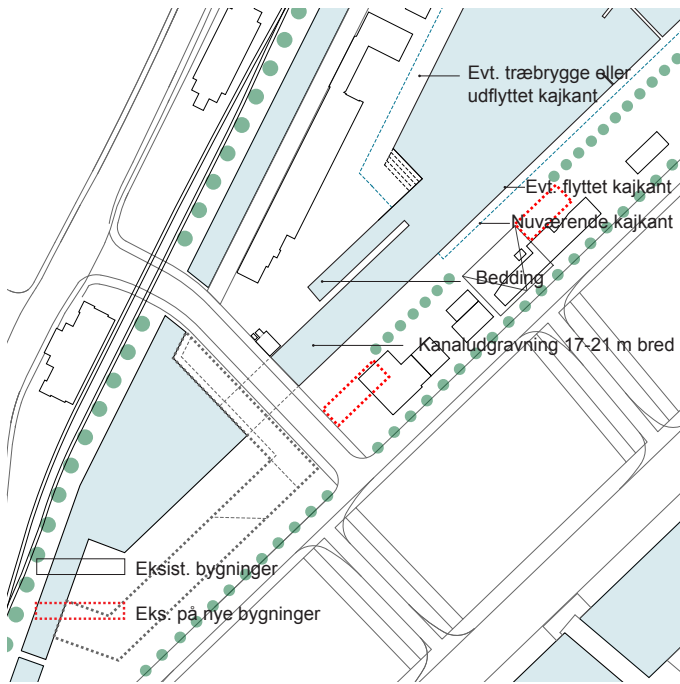 Evt. træbrygge eller
udflyttet kajkant
Evt. flyttet kajkant
Nuværende kajkant
Bedding
Kanaludgravning 17-21 m bred
Eksist. bygninger
Eks. på nye bygninger